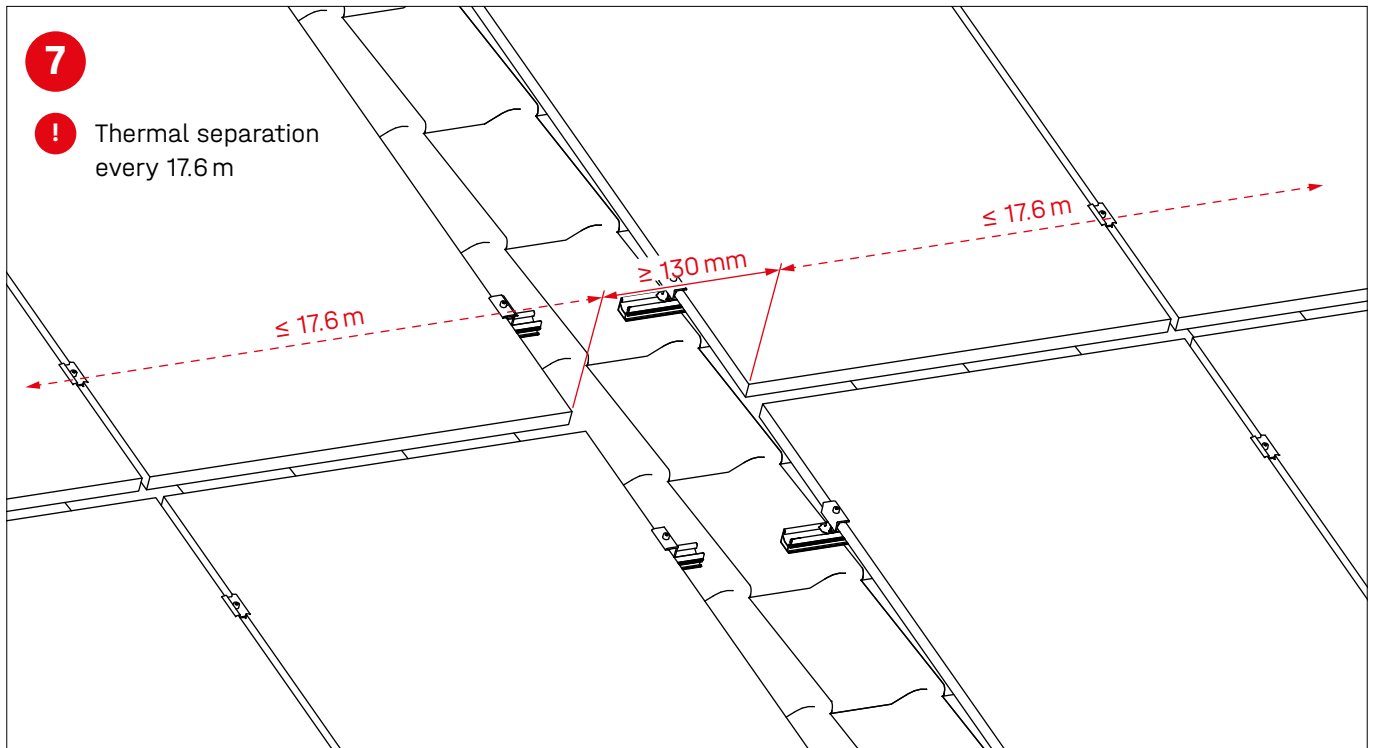 7
! Thermal separation
every 17.6 m
≤ 17.6 m
≥ 130 mm
≤ 17.6 m